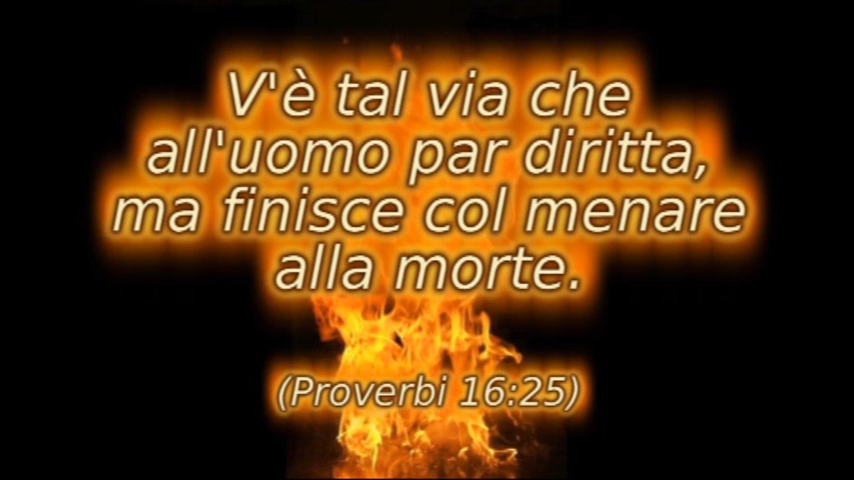 V'è tal via che
all'uomo par diritta,
ma finisce col menare
alla morte.
(Proverbi 16:25)